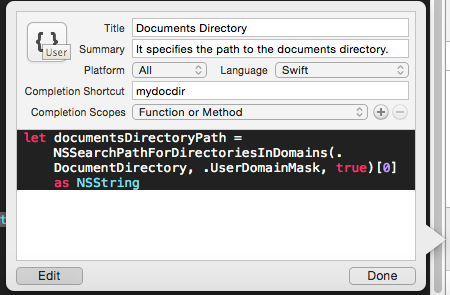 Title Documents Directory
{ }
User
Summary It specifies the path to the documents directory.
Platform All Language Swift
Completion Shortcut mydocdir
Completion Scopes Function or Method
let documentsDirectoryPath =
NSSearchPathForDirectoriesInDomains(.
DocumentDirectory, .UserDomainMask, true)[0]
as NSString
Edit Done